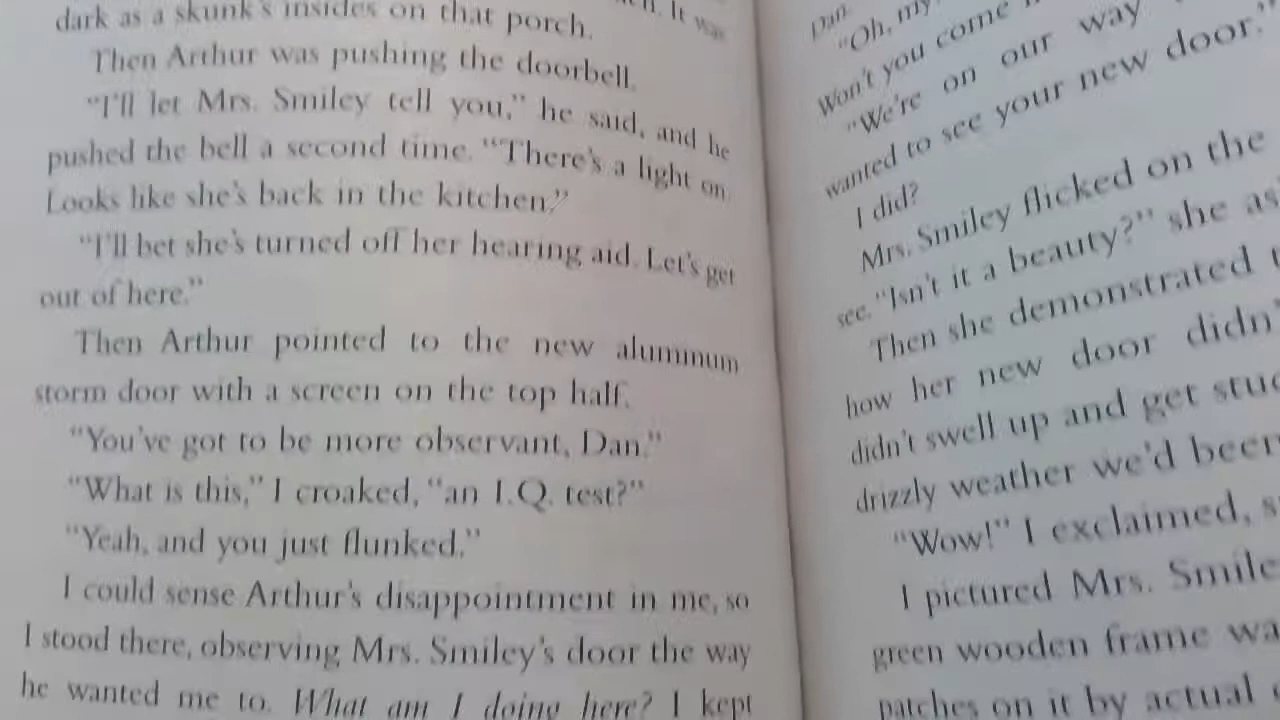 dark as a skunk's insides on that porch. It was
Then Arthur was pushing the doorbell.
“I'll let Mrs. Smiley tell you,” he said, and he
pushed the bell a second time. “There's a light on.
Looks like she's back in the kitchen.”
“I'll bet she's turned off her hearing aid. Let's get
out of here.”
Then Arthur pointed to the new aluminum
storm door with a screen on the top half.
“You've got to be more observant, Dan.”
“What is this,” I croaked, “an I.Q. test?”
“Yeah, and you just flunked.”
I could sense Arthur's disappointment in me, so
I stood there, observing Mrs. Smiley's door the way
he wanted me to. What am I doing here? I kept
Dan.
“Oh, my
Won't you come
“We're on our way
wanted to see your new door.”
I did?
Mrs. Smiley flicked on the
see. “Isn't it a beauty?” she
Then she demonstrated
how her new door
didn't swell up and get
drizzly weather we'd been
“Wow!” I exclaimed,
I pictured Mrs.
green wooden frame
patches on it by actual